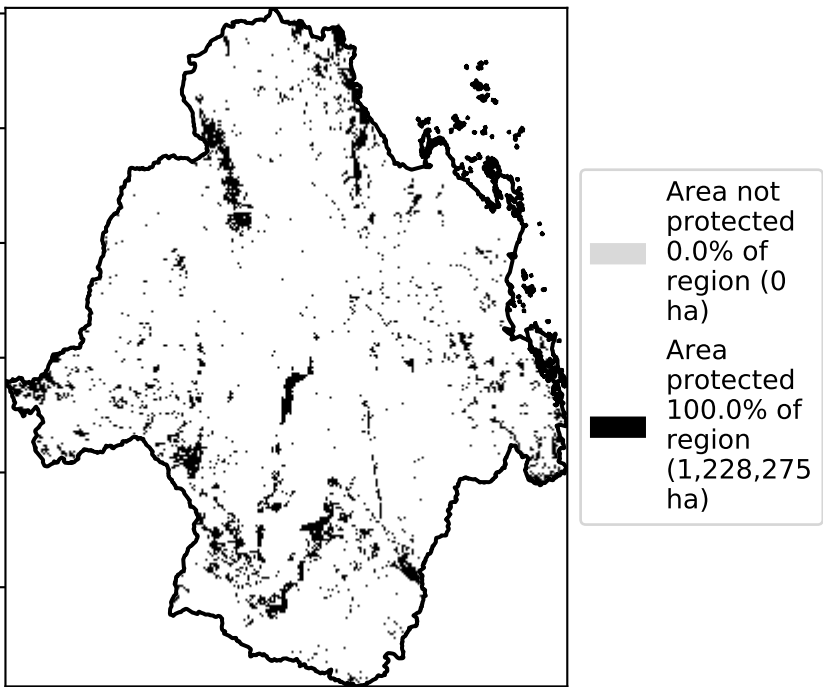 Area not
protected
0.0% of
region (0
ha)
Area
protected
100.0% of
region
(1,228,275
ha)